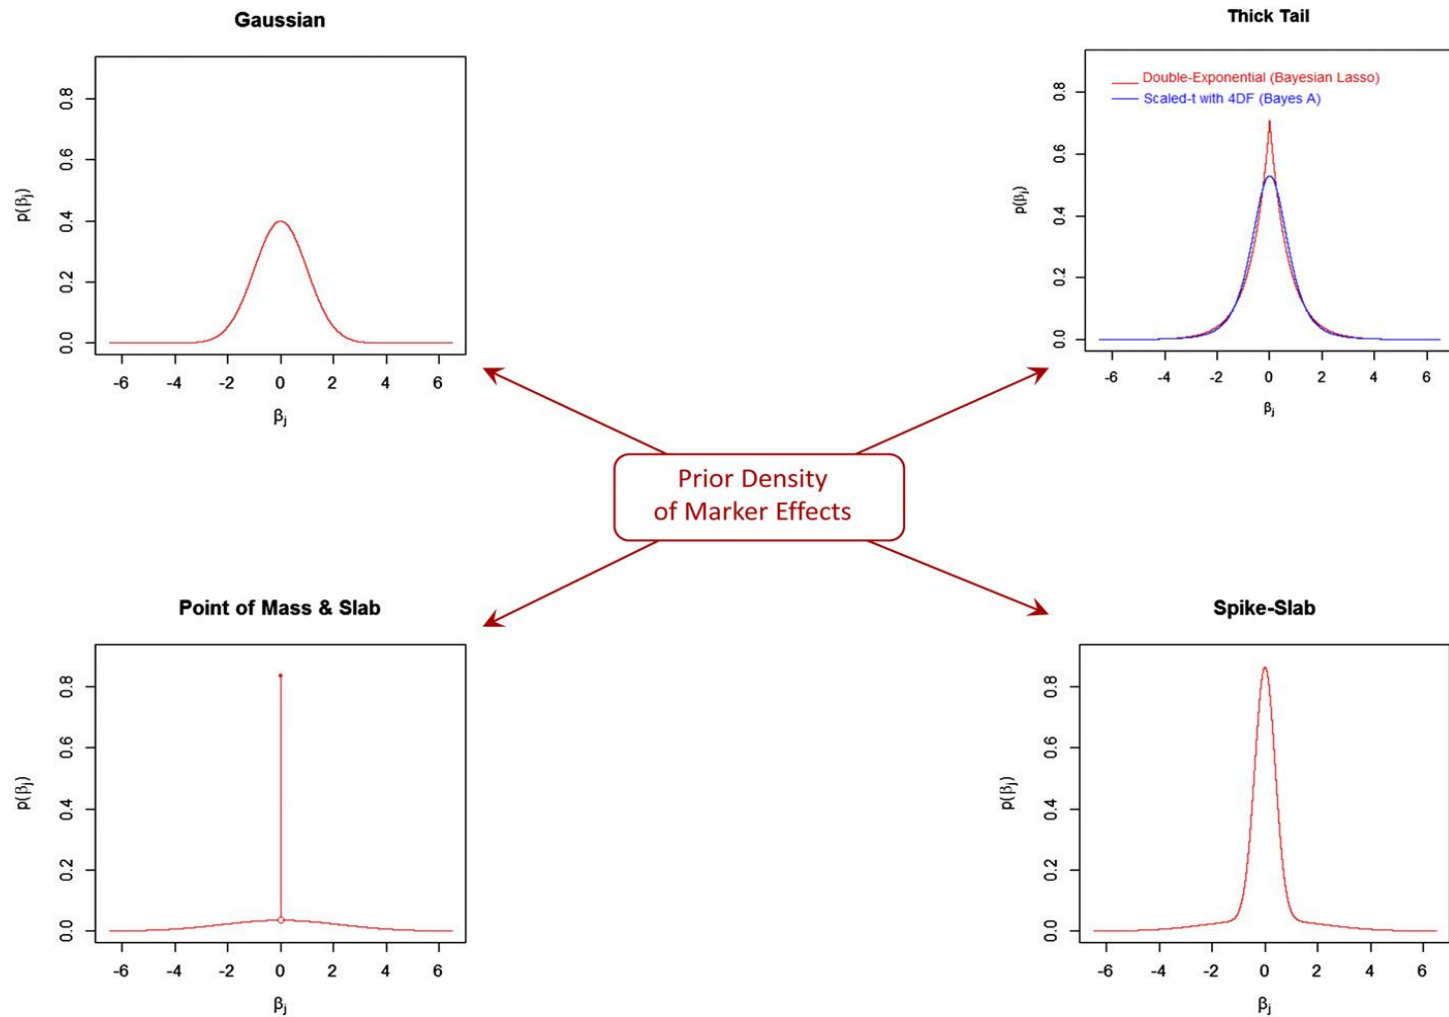 Gaussian
p(βj)
0.8
0.6
0.4
0.2
0.0
-6 -4 -2 0 2 4 6
βj
Thick Tail
Double-Exponential (Bayesian Lasso)
Scaled-t with 4DF (Bayes A)
p(βj)
0.8
0.6
0.4
0.2
0.0
-6 -4 -2 0 2 4 6
βj
Prior Density
of Marker Effects
Point of Mass & Slab
p(βj)
0.8
0.6
0.4
0.2
0.0
-6 -4 -2 0 2 4 6
βj
Spike-Slab
p(βj)
0.8
0.6
0.4
0.2
0.0
-6 -4 -2 0 2 4 6
βj